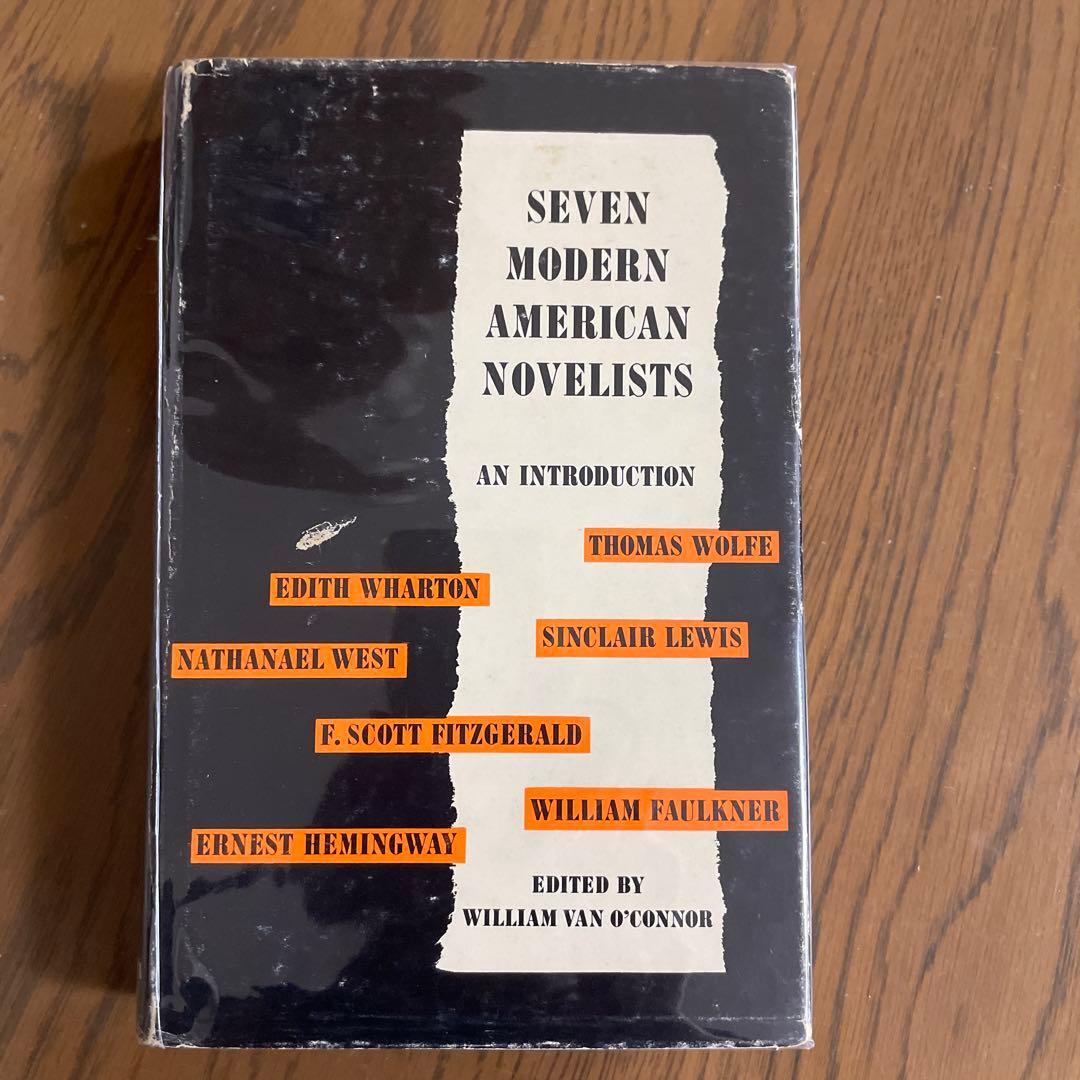 SEVEN
MODERN
AMERICAN
NOVELISTS
AN INTRODUCTION
THOMAS WOLFE
EDITH WHARTON
SINCLAIR LEWIS
NATHANAEL WEST
F. SCOTT FITZGERALD
WILLIAM FAULKNER
ERNEST HEMINGWAY
EDITED BY
WILLIAM VAN O'CONNOR